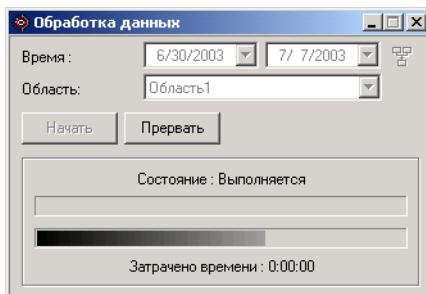 Обработка данных
Время : 6/30/2003 7/ 7/2003
Область: Область1
Начать Прервать
Состояние : Выполняется
Затрачено времени : 0:00:00